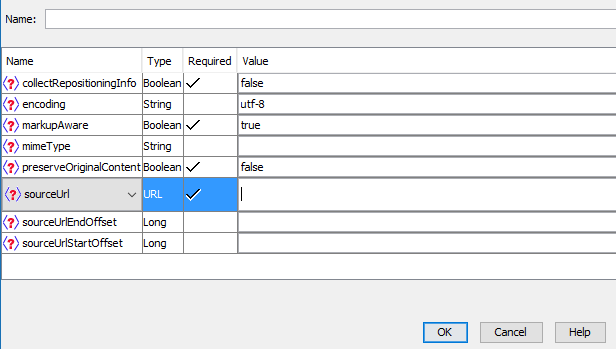 Name:
Name Type Required Value
collectRepositioningInfo Boolean false
encoding String utf-8
markupAware Boolean true
mimeType String
preserveOriginalContent Boolean false
sourceUrl URL
sourceUrlEndOffset Long
sourceUrlStartOffset Long
OK Cancel Help